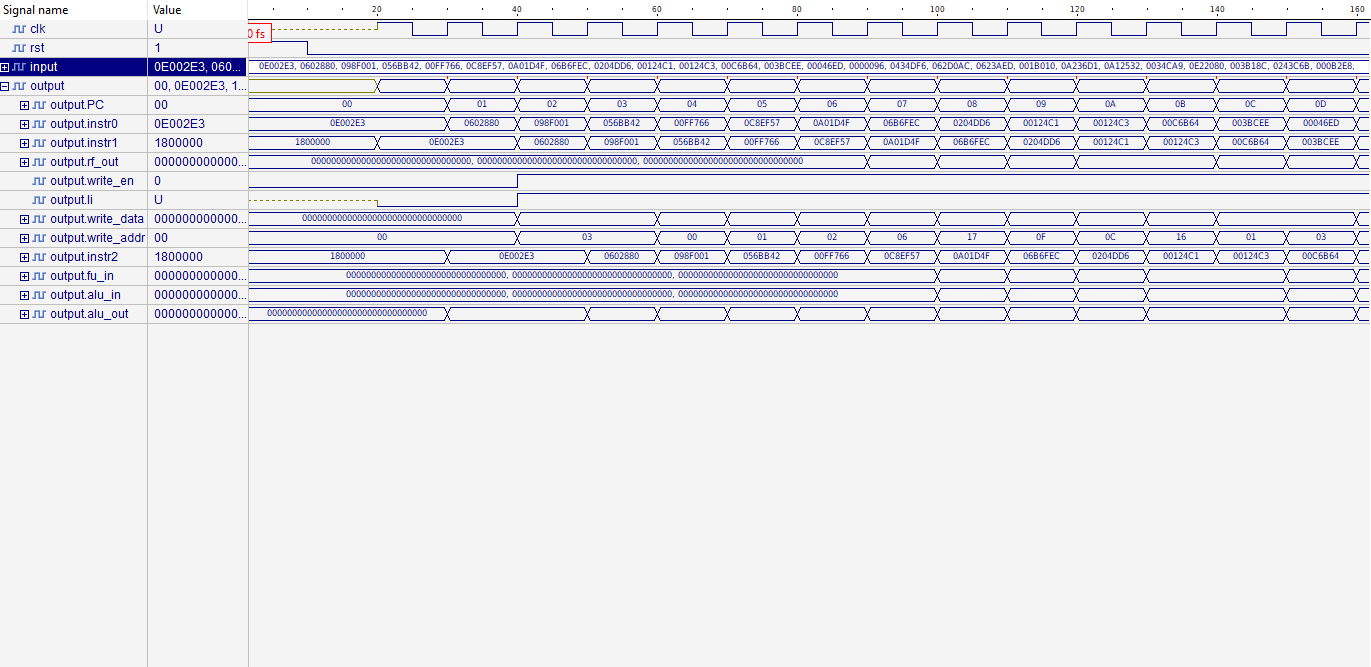 Signal name Value 20 40 60 80 100 120 140 160
clk U 0 fs
rst 1
input 0E002E3, 060... 0E002E3, 0602880, 098F001, 056BB42, 00FF766, 0C8EF57, 0A01D4F, 06B6FEC, 0204DD6, 00124C1, 00124C3, 00C6B64, 003BCEE, 00046ED, 0000096, 0434DF6, 062D0AC, 0623AED, 001B010, 0A236D1, 0A12532, 0034CA9, 0E22080, 003B18C, 0243C6B, 000B2E8,
output 00, 0E002E3, 1...
output.PC 00 00 01 02 03 04 05 06 07 08 09 0A 0B 0C 0D
output.instr0 0E002E3 0E002E3 0602880 098F001 056BB42 00FF766 0C8EF57 0A01D4F 06B6FEC 0204DD6 00124C1 00124C3 00C6B64 003BCEE 00046ED
output.instr1 1800000 1800000 0E002E3 0602880 098F001 056BB42 00FF766 0C8EF57 0A01D4F 06B6FEC 0204DD6 00124C1 00124C3 00C6B64 003BCEE
output.rf_out 000000000000... 00000000000000000000000000000000, 00000000000000000000000000000000, 00000000000000000000000000000000
output.write_en 0
output.li U
output.write_data 000000000000... 00000000000000000000000000000000
output.write_addr 00 00 03 00 01 02 06 17 0F 0C 16 01 03
output.instr2 1800000 1800000 0E002E3 0602880 098F001 056BB42 00FF766 0C8EF57 0A01D4F 06B6FEC 0204DD6 00124C1 00124C3 00C6B64
output.fu_in 000000000000... 00000000000000000000000000000000, 00000000000000000000000000000000, 00000000000000000000000000000000
output.alu_in 000000000000... 00000000000000000000000000000000, 00000000000000000000000000000000, 00000000000000000000000000000000
output.alu_out 000000000000... 00000000000000000000000000000000